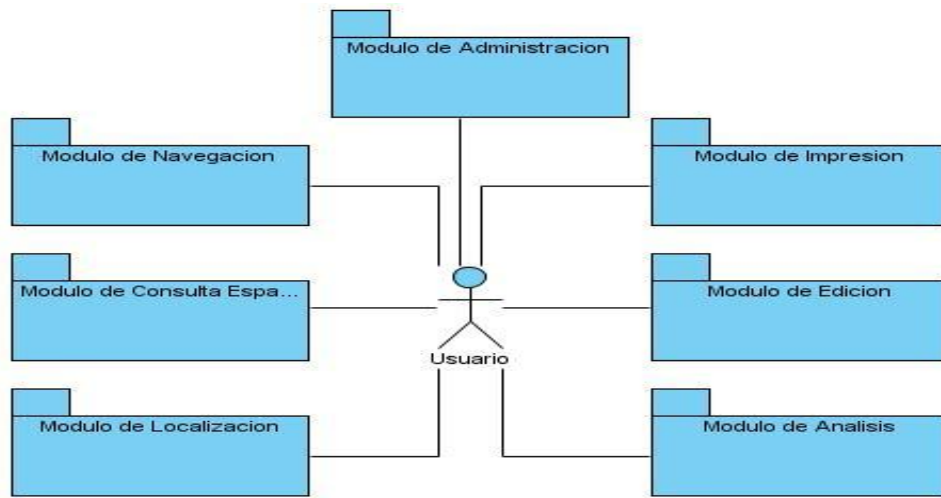 Modulo de Administracion
Modulo de Navegacion
Modulo de Impresion
Modulo de Consulta Espa...
Modulo de Edicion
Usuario
Modulo de Localizacion
Modulo de Analisis